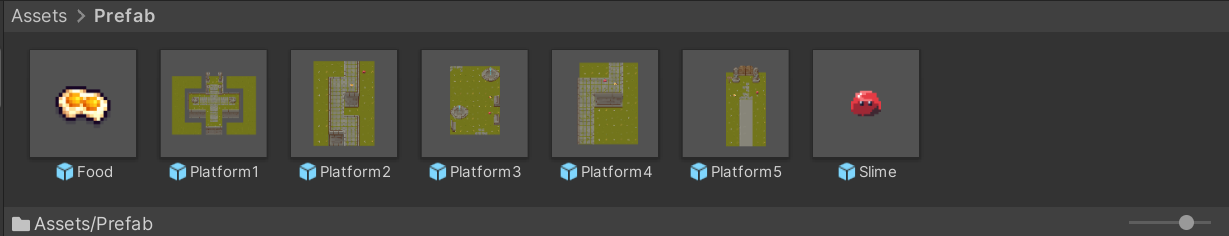 Assets > Prefab
Food Platform1 Platform2 Platform3 Platform4 Platform5 Slime
Assets/Prefab